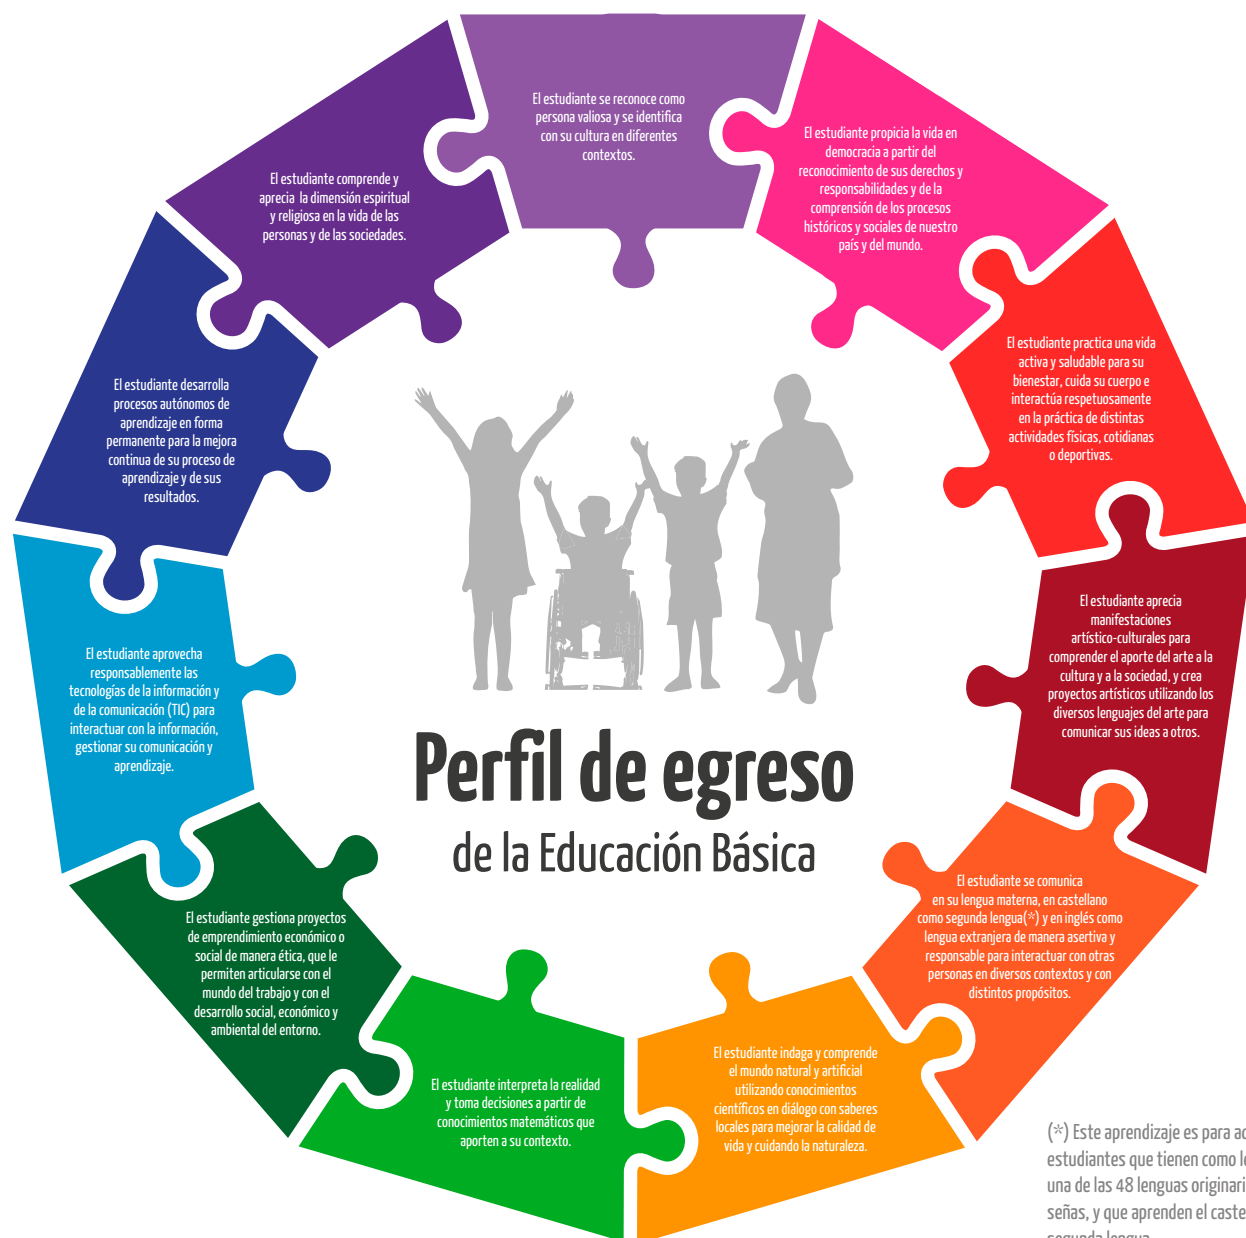 El estudiante se reconoce como
persona valiosa y se identifica
con su cultura en diferentes
contextos.
El estudiante propicia la vida en
democracia a partir del
reconocimiento de sus derechos y
responsabilidades y de la
comprensión de los procesos
históricos y sociales de nuestro
país y del mundo.
El estudiante practica una vida
activa y saludable para su
bienestar, cuida su cuerpo e
interactúa respetuosamente
en la práctica de distintas
actividades físicas, cotidianas
o deportivas.
El estudiante aprecia
manifestaciones
artístico-culturales para
comprender el aporte del arte a la
cultura y a la sociedad, y crea
proyectos artísticos utilizando los
diversos lenguajes del arte para
comunicar sus ideas a otros.
El estudiante se comunica
en su lengua materna, en castellano
como segunda lengua(*) y en inglés como
lengua extranjera de manera asertiva y
responsable para interactuar con otras
personas en diversos contextos y con
distintos propósitos.
El estudiante indaga y comprende
el mundo natural y artificial
utilizando conocimientos
científicos en diálogo con saberes
locales para mejorar la calidad de
vida y cuidando la naturaleza.
El estudiante interpreta la realidad
y toma decisiones a partir de
conocimientos matemáticos que
aporten a su contexto.
El estudiante gestiona proyectos
de emprendimiento económico o
social de manera ética, que le
permiten articularse con el
mundo del trabajo y con el
desarrollo social, económico y
ambiental del entorno.
El estudiante aprovecha
responsablemente las
tecnologías de la información y
de la comunicación (TIC) para
interactuar con la información,
gestionar su comunicación y
aprendizaje.
El estudiante desarrolla
procesos autónomos de
aprendizaje en forma
permanente para la mejora
continua de su proceso de
aprendizaje y de sus
resultados.
El estudiante comprende y
aprecia la dimensión espiritual
y religiosa en la vida de las
personas y de las sociedades.
Perfil de egreso
de la Educación Básica
(*) Este aprendizaje es para
estudiantes que tienen como
una de las 48 lenguas
señas, y que aprenden el
segunda lengua